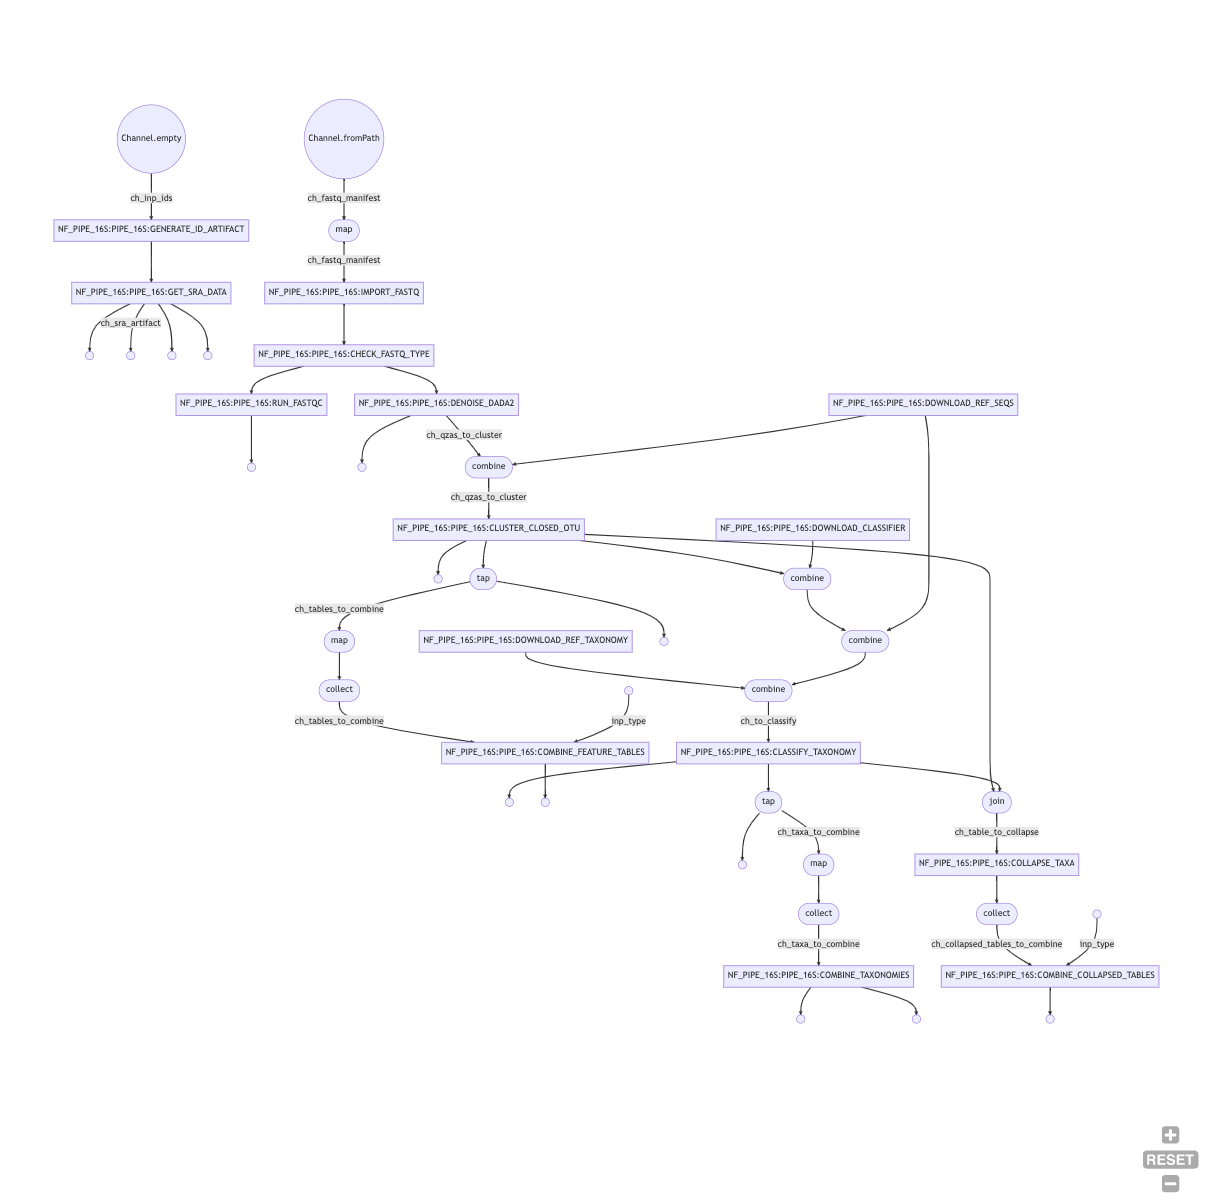 Channel.empty
Channel.fromPath
ch_inp_ids
ch_fastq_manifest
NF_PIPE_16S:PIPE_16S:GENERATE_ID_ARTIFACT
map
ch_fastq_manifest
NF_PIPE_16S:PIPE_16S:GET_SRA_DATA
NF_PIPE_16S:PIPE_16S:IMPORT_FASTQ
ch_sra_artifact
NF_PIPE_16S:PIPE_16S:CHECK_FASTQ_TYPE
NF_PIPE_16S:PIPE_16S:RUN_FASTQC
NF_PIPE_16S:PIPE_16S:DENOISE_DADA2
NF_PIPE_16S:PIPE_16S:DOWNLOAD_REF_SEQS
ch_qzas_to_cluster
combine
ch_qzas_to_cluster
NF_PIPE_16S:PIPE_16S:CLUSTER_CLOSED_OTU
NF_PIPE_16S:PIPE_16S:DOWNLOAD_CLASSIFIER
tap
combine
ch_tables_to_combine
map
NF_PIPE_16S:PIPE_16S:DOWNLOAD_REF_TAXONOMY
combine
collect
combine
ch_tables_to_combine
inp_type
ch_to_classify
NF_PIPE_16S:PIPE_16S:COMBINE_FEATURE_TABLES
NF_PIPE_16S:PIPE_16S:CLASSIFY_TAXONOMY
tap
join
ch_taxa_to_combine
ch_table_to_collapse
map
NF_PIPE_16S:PIPE_16S:COLLAPSE_TAXA
collect
collect
ch_taxa_to_combine
ch_collapsed_tables_to_combine
inp_type
NF_PIPE_16S:PIPE_16S:COMBINE_TAXONOMIES
NF_PIPE_16S:PIPE_16S:COMBINE_COLLAPSED_TABLES
RESET